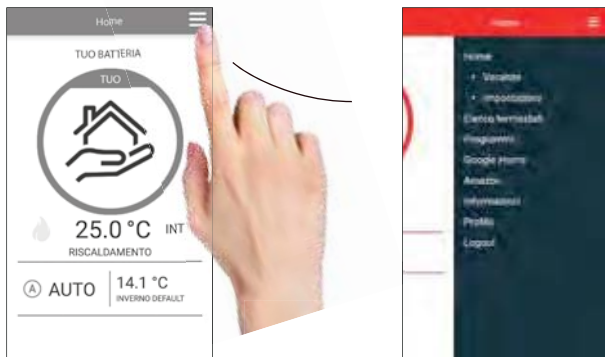 Home
TUO BATTERIA
TUO
25.0 °C INT
RISCALDAMENTO
A AUTO
14.1 °C
INVERNO DEFAULT
Home
Home
Vacanze
Impostazioni
Elenco termostati
Programmi
Google Home
Amazon
Informazioni
Profilo
Logout